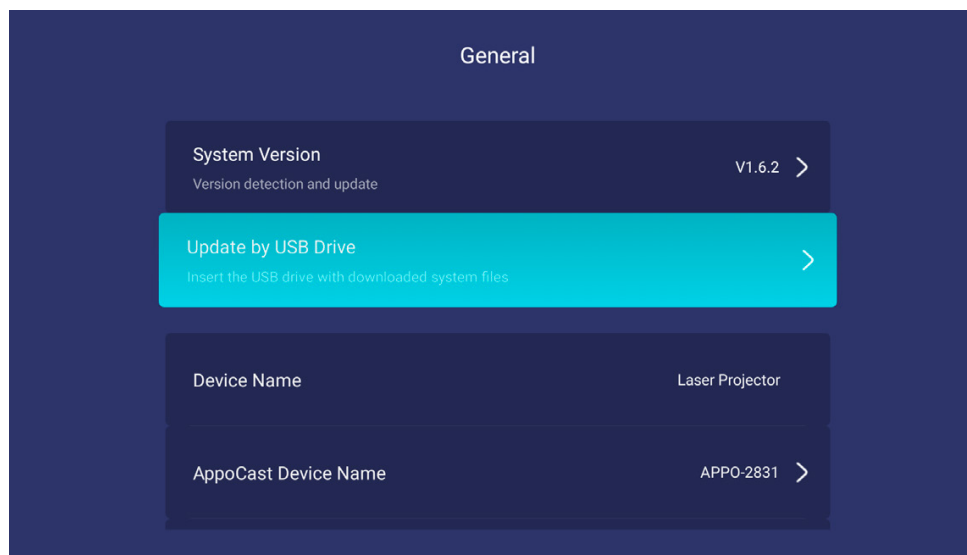 General
System Version
V1.6.2
Version detection and update
Update by USB Drive
Insert the USB drive with downloaded system files
Device Name
Laser Projector
AppoCast Device Name
APPO-2831